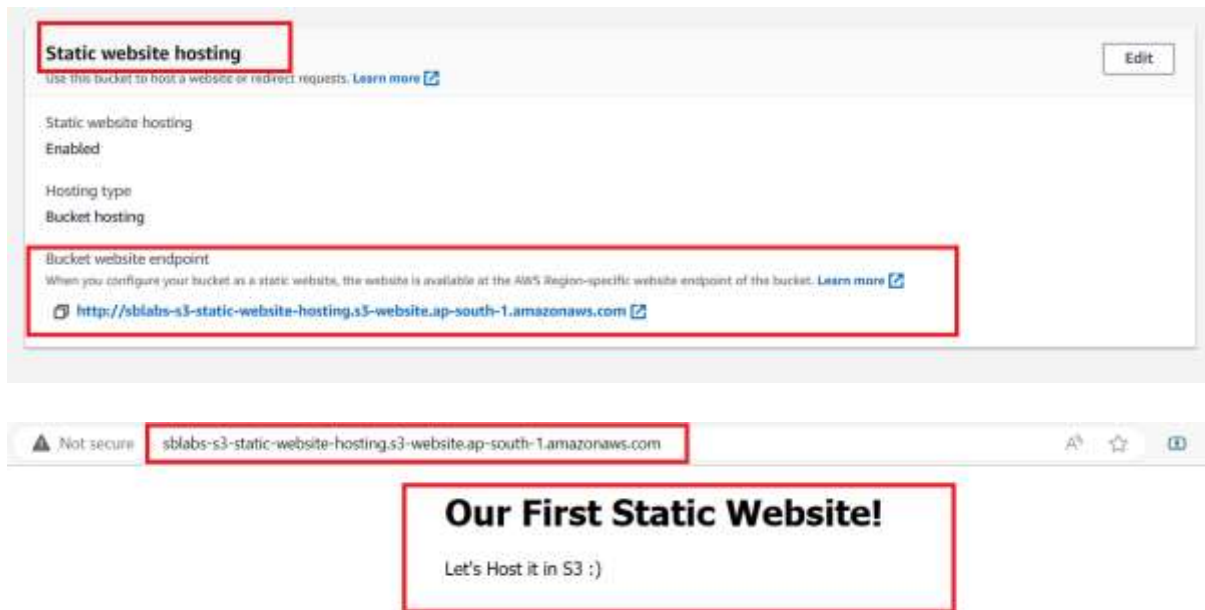 Static website hosting
Edit
Use this bucket to host a website or redirect requests. Learn more
Static website hosting
Enabled
Hosting type
Bucket hosting
Bucket website endpoint
When you configure your bucket as a static website, the website is available at the AWS Region-specific website endpoint of the bucket. Learn more
http://sblabs-s3-static-website-hosting.s3-website.ap-south-1.amazonaws.com
Not secure sblabs-s3-static-website-hosting.s3-website.ap-south-1.amazonaws.com
Our First Static Website!
Let's Host it in S3 :)